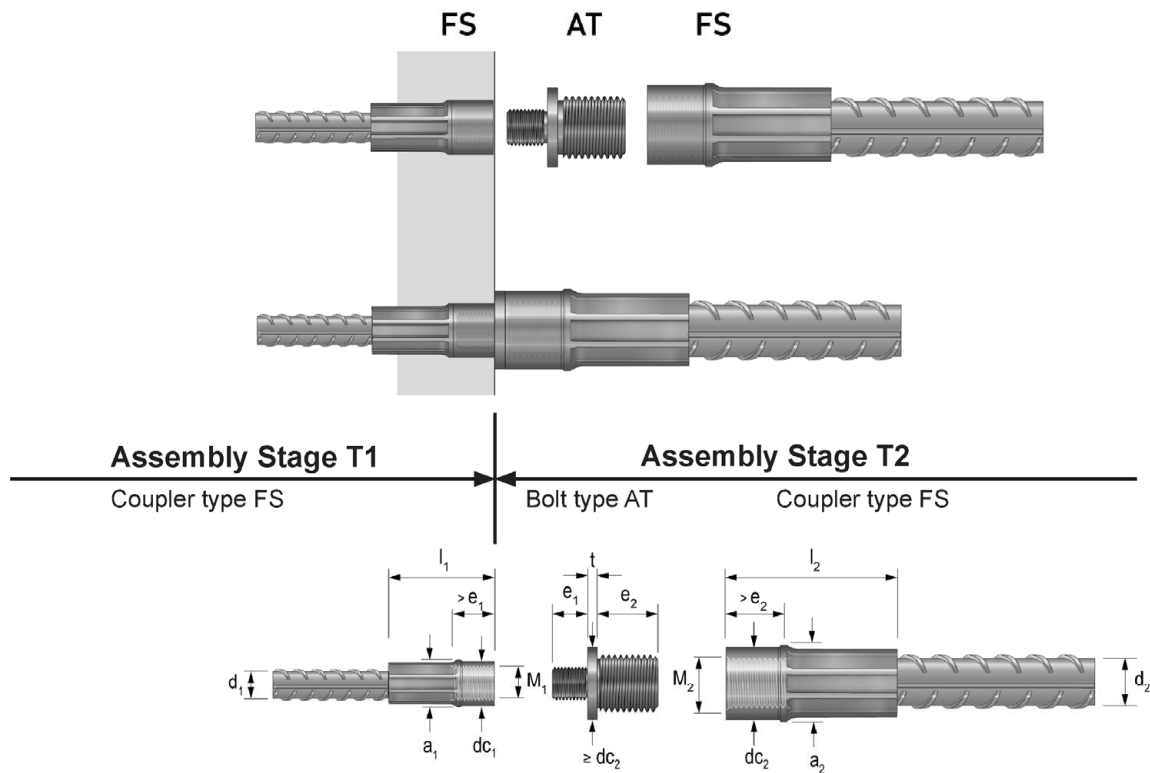 FS AT FS
Assembly Stage T1 Assembly Stage T2
Coupler type FS Bolt type AT Coupler type FS
l₁ t l₂
> e₁ e₁ e₂ > e₂
d₁ M₁ M₂ d₂
a₁ dc₁ ≥ dc₂ dc₂ a₂